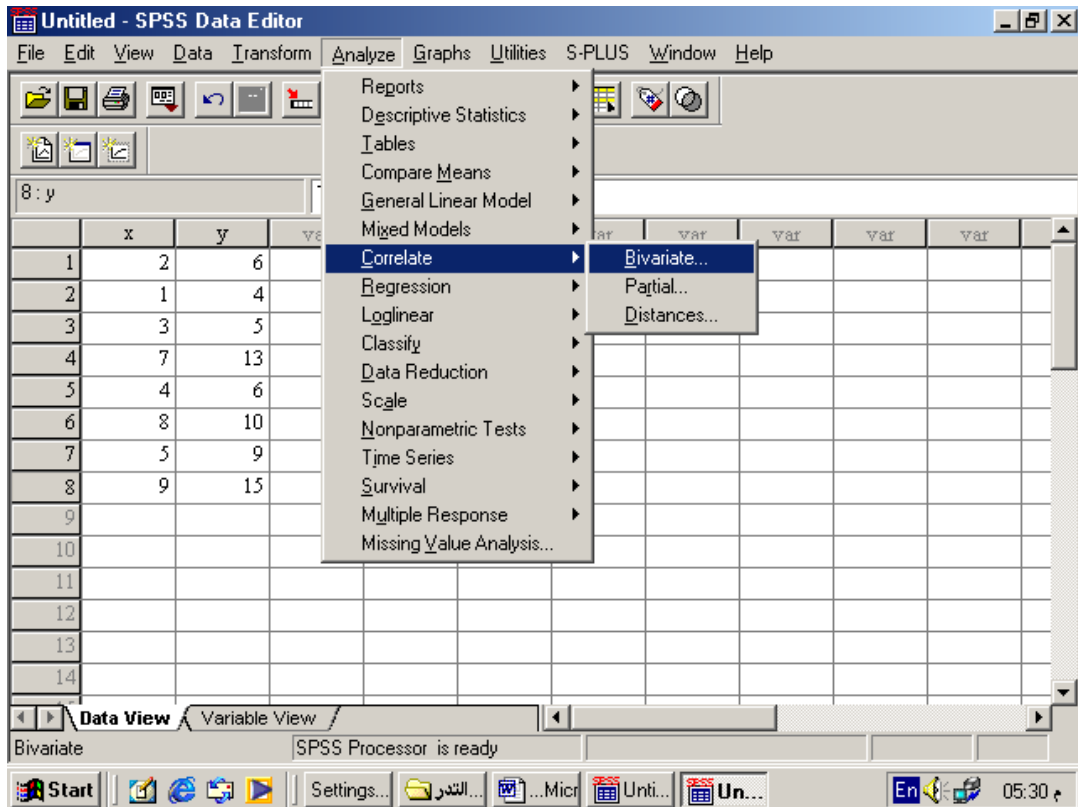 Untitled - SPSS Data Editor
File Edit View Data Transform Analyze Graphs Utilities S-PLUS Window Help
Reports
Descriptive Statistics
Tables
Compare Means
8 : y
General Linear Model
Mixed Models
x y var var var var
Correlate Bivariate...
Regression Partial...
Loglinear Distances...
Classify
Data Reduction
Scale
Nonparametric Tests
Time Series
Survival
Multiple Response
Missing Value Analysis...
1 2 6
2 1 4
3 3 5
4 7 13
5 4 6
6 8 10
7 5 9
8 9 15
9
10
11
12
13
14
Data View Variable View
Bivariate SPSS Processor is ready
Start Settings... ...التدر ...Micr Unti... Un... En 05:30 م